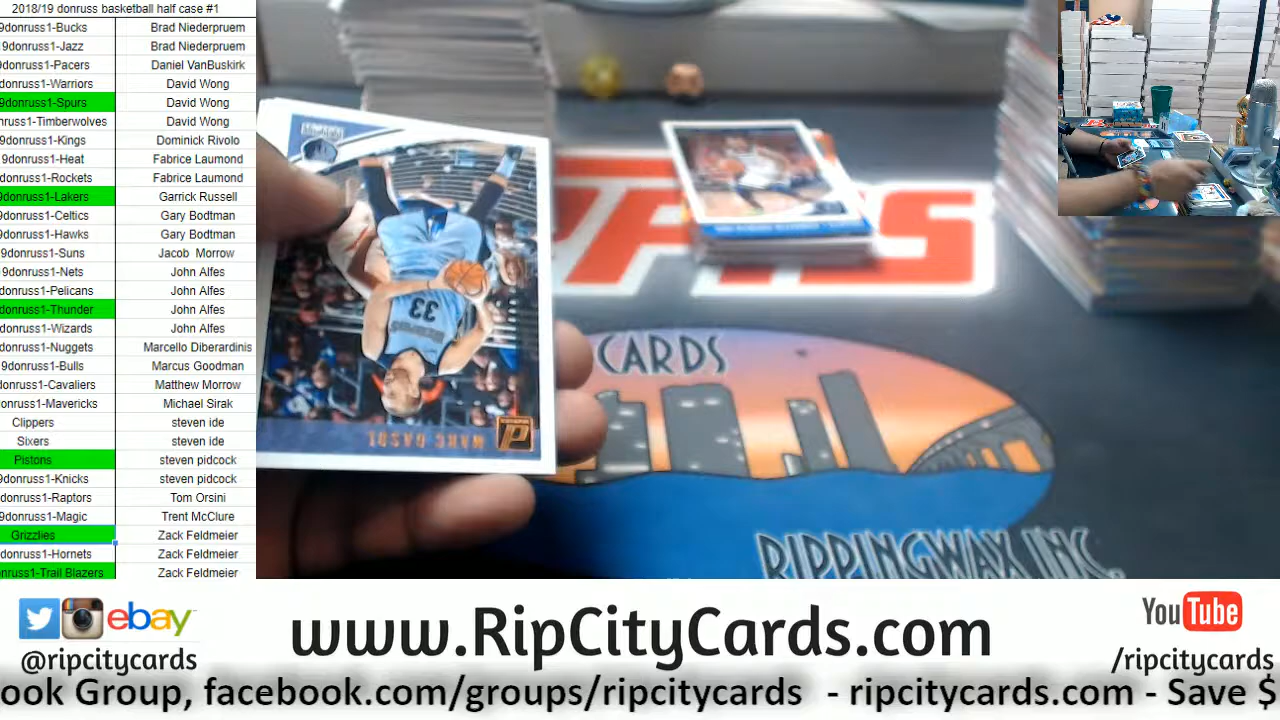 2018/19 donruss basketball half case #1
9donruss1-Bucks Brad Niederpruem
9donruss1-Jazz Brad Niederpruem
9donruss1-Pacers Daniel VanBuskirk
donruss1-Warriors David Wong
9donruss1-Spurs David Wong
nruss1-Timberwolves David Wong
9donruss1-Kings Dominick Rivolo
9donruss1-Heat Fabrice Laumond
donruss1-Rockets Fabrice Laumond
9donruss1-Lakers Garrick Russell
9donruss1-Celtics Gary Bodtman
9donruss1-Hawks Gary Bodtman
9donruss1-Suns Jacob Morrow
9donruss1-Nets John Alfes
donruss1-Pelicans John Alfes
donruss1-Thunder John Alfes
donruss1-Wizards John Alfes
donruss1-Nuggets Marcello Diberardinis
9donruss1-Bulls Marcus Goodman
donruss1-Cavaliers Matthew Morrow
onruss1-Mavericks Michael Sirak
Clippers steven ide
Sixers steven ide
Pistons steven pidcock
9donruss1-Knicks steven pidcock
donruss1-Raptors Tom Orsini
9donruss1-Magic Trent McClure
Grizzlies Zack Feldmeier
donruss1-Hornets Zack Feldmeier
nruss1-Trail Blazers Zack Feldmeier
33
MARC GASOL
CARDS
RIPPINGWAX INC.
ebay
@ripcitycards
www.RipCityCards.com
YouTube
/ripcitycards
ook Group, facebook.com/groups/ripcitycards - ripcitycards.com - Save $